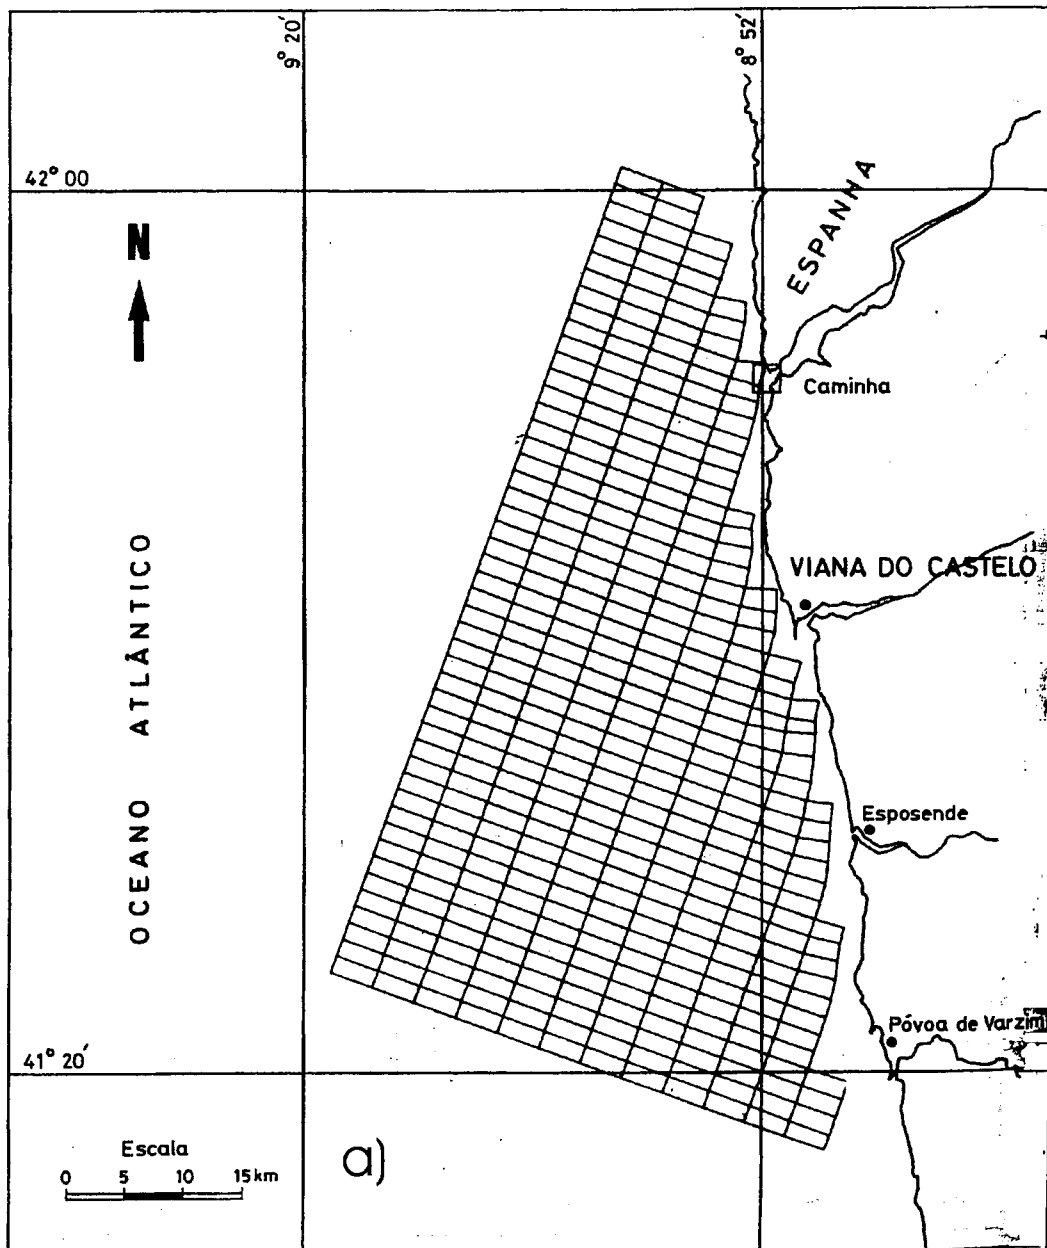 9° 20'
8° 52'
42° 00
N
ESPANHA
Caminha
OCEANO ATLÂNTICO
VIANA DO CASTELO
Esposende
Póvoa de Varzim
41° 20'
Escala
0 5 10 15 km
a)